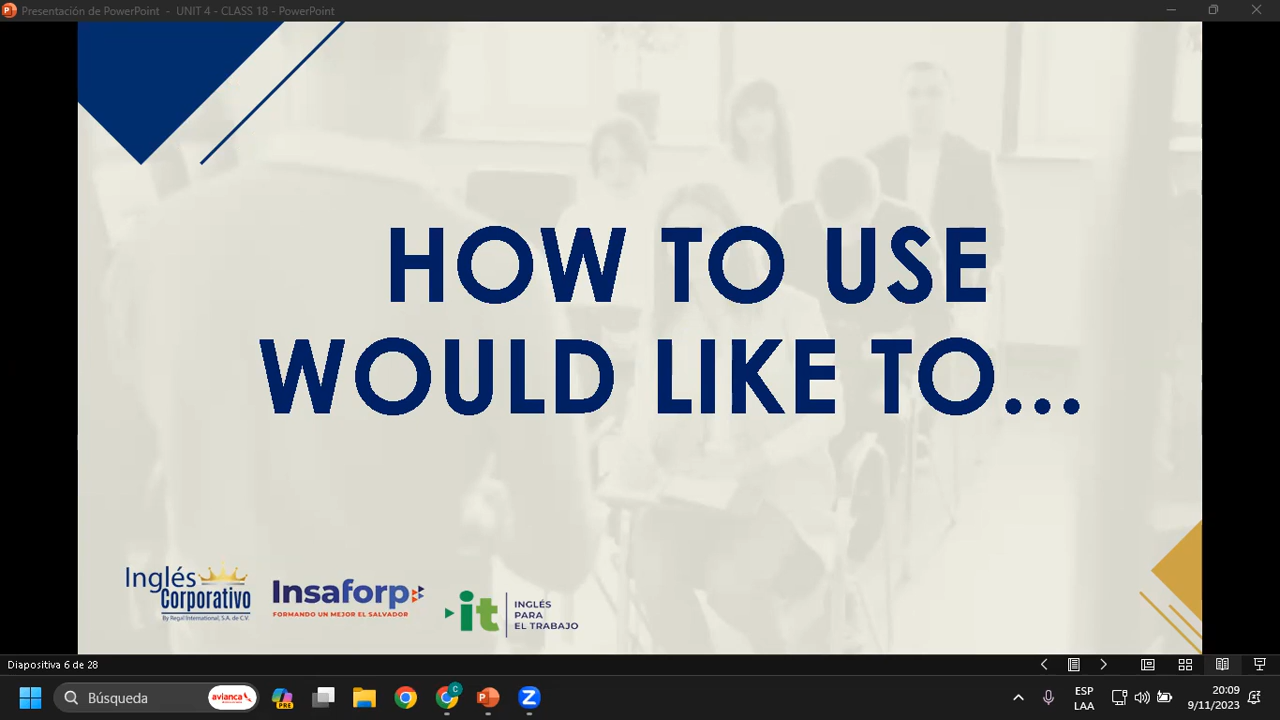 Presentación de PowerPoint - UNIT 4 - CLASS 18 - PowerPoint
HOW TO USE
WOULD LIKE TO...
Inglés
Corporativo
By Regal International, S.A. de C.V.
Insaforp
FORMANDO UN MEJOR EL SALVADOR
it
INGLÉS
PARA
EL TRABAJO
Diapositiva 6 de 28
Búsqueda
avianca
PRE
C
P
Z
ESP
LAA
20:09
9/11/2023